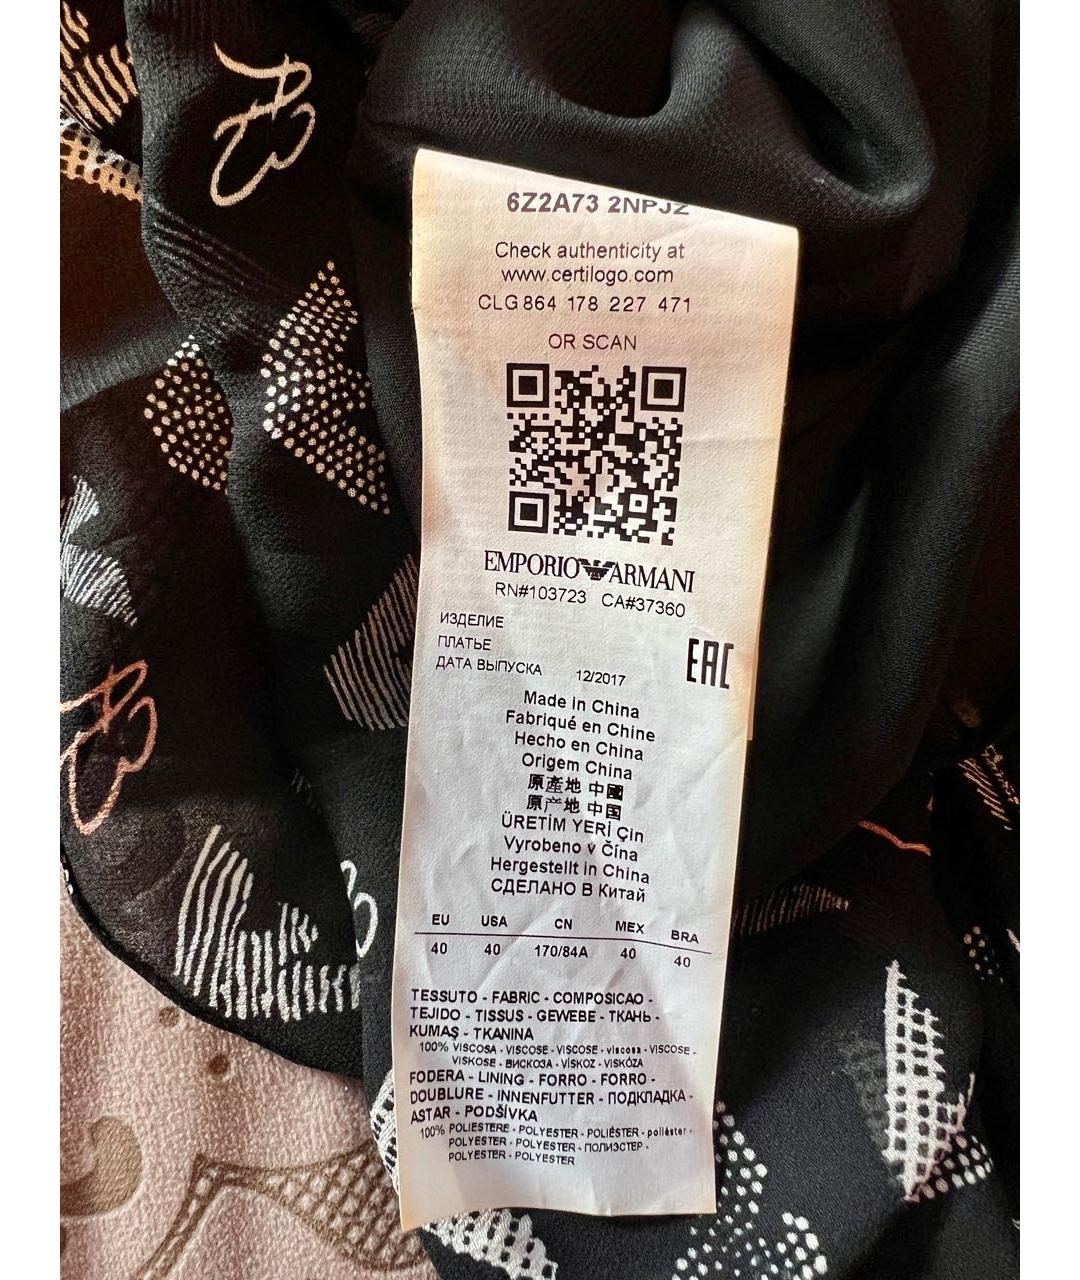 6Z2A73 2NPJZ
Check authenticity at
www.certilogo.com
CLG 864 178 227 471
OR SCAN
EMPORIO ARMANI
RN#103723 CA#37360
ИЗДЕЛИЕ
ПЛАТЬЕ
ДАТА ВЫПУСКА 12/2017
EAC
Made in China
Fabriqué en Chine
Hecho en China
Origem China
原產地 中國
原产地 中国
ÜRETİM YERİ Çin
Vyrobeno v Čína
Hergestellt in China
СДЕЛАНО В Китай
EU USA CN MEX BRA
40 40 170/84A 40 40
TESSUTO - FABRIC - COMPOSICAO -
TEJIDO - TISSUS - GEWEBE - ТКАНЬ -
KUMAŞ - TKANINA
100% VISCOSA - VISCOSE - VISCOSE - viscosa - VISCOSE -
VISKOSE - ВИСКОЗА - VİSKOZ - VISKÓZA
FODERA - LINING - FORRO - FORRO -
DOUBLURE - INNENFUTTER - ПОДКЛАДКА -
ASTAR - PODŠÍVKA
100% POLIESTERE - POLYESTER - POLIÉSTER - poliéster -
POLYESTER - POLYESTER - ПОЛИЭСТЕР -
POLYESTER - POLYESTER